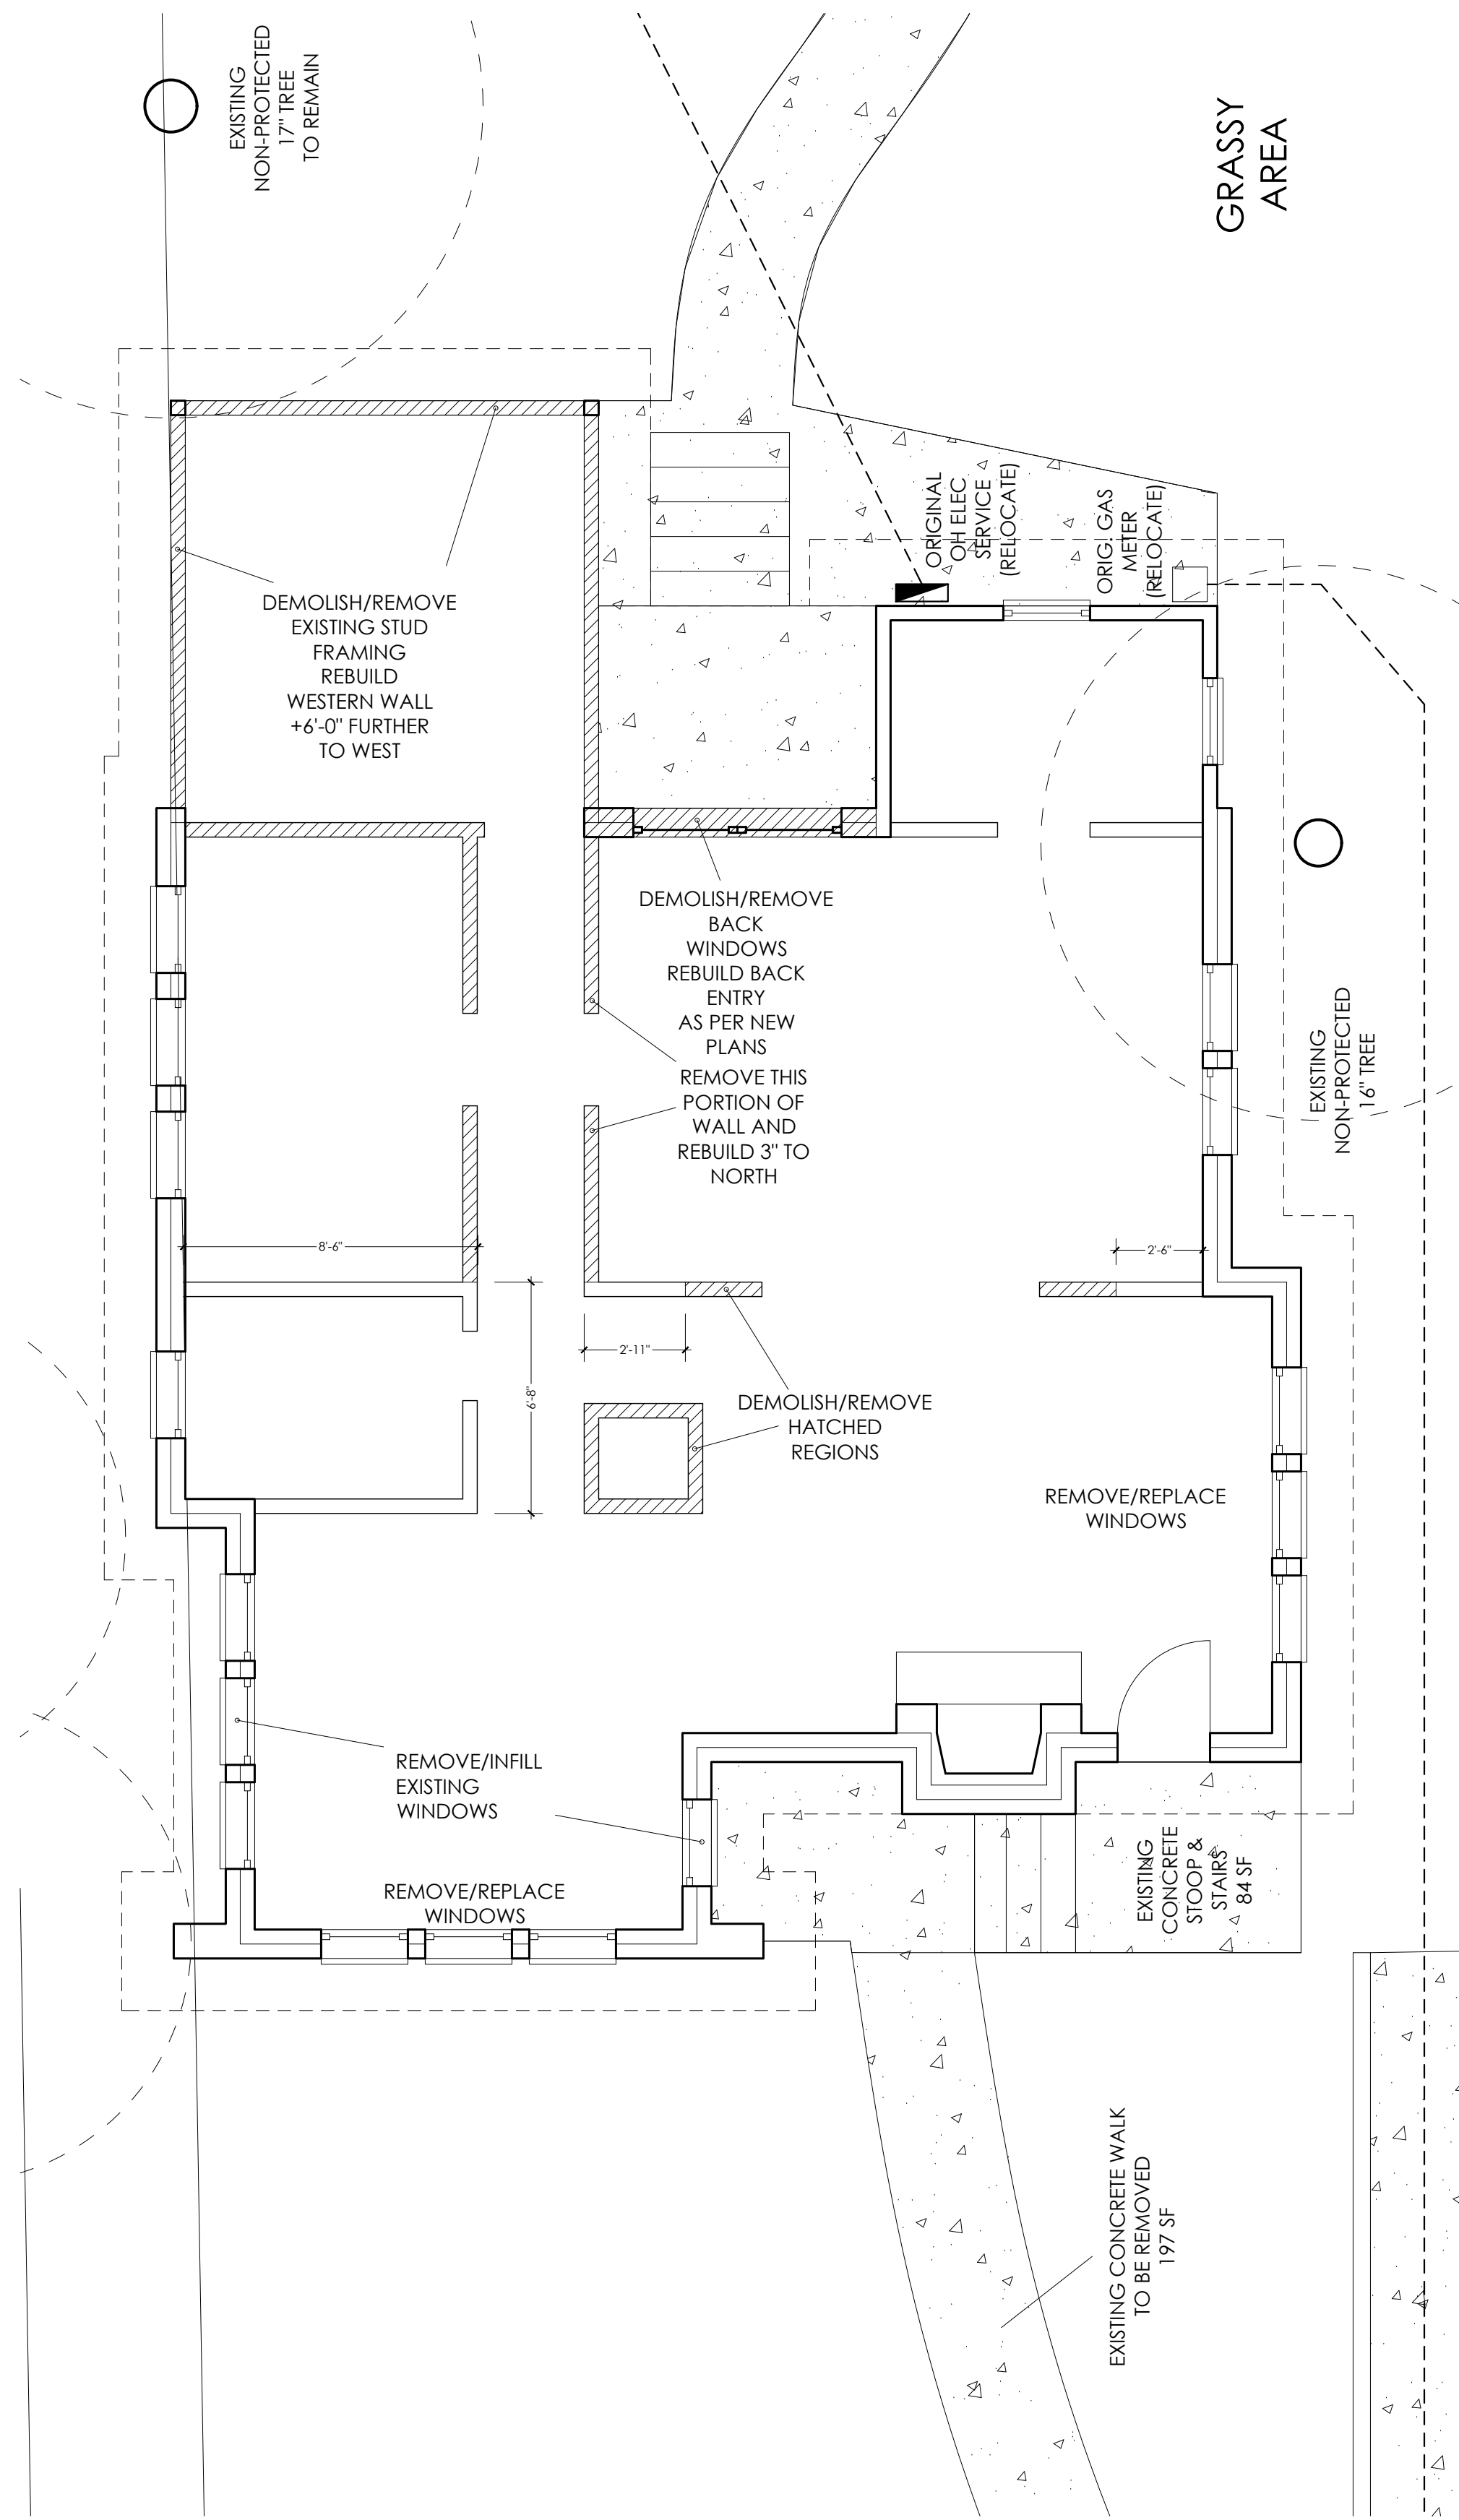 EXISTING
NON-PROTECTED
17" TREE
TO REMAIN
GRASSY
AREA
ORIGINAL
OH ELEC
SERVICE
(RELOCATE)
ORIG. GAS
METER
(RELOCATE)
DEMOLISH/REMOVE
EXISTING STUD
FRAMING
REBUILD
WESTERN WALL
+6'-0" FURTHER
TO WEST
DEMOLISH/REMOVE
BACK
WINDOWS
REBUILD BACK
ENTRY
AS PER NEW
PLANS
REMOVE THIS
PORTION OF
WALL AND
REBUILD 3" TO
NORTH
EXISTING
NON-PROTECTED
16" TREE
8'-6"
2'-6"
2'-11"
6'-8"
DEMOLISH/REMOVE
HATCHED
REGIONS
REMOVE/REPLACE
WINDOWS
REMOVE/INFILL
EXISTING
WINDOWS
REMOVE/REPLACE
WINDOWS
EXISTING
CONCRETE
STOOP &
STAIRS
84 SF
EXISTING CONCRETE WALK
TO BE REMOVED
197 SF